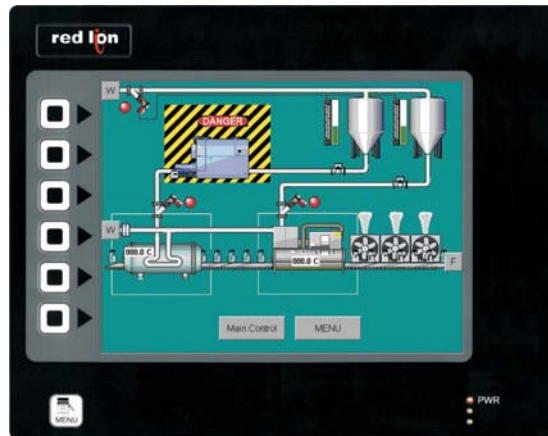 red lion
W
DANGER
W
000.0 C
000.0 C
F
Main Control
MENU
PWR
MENU